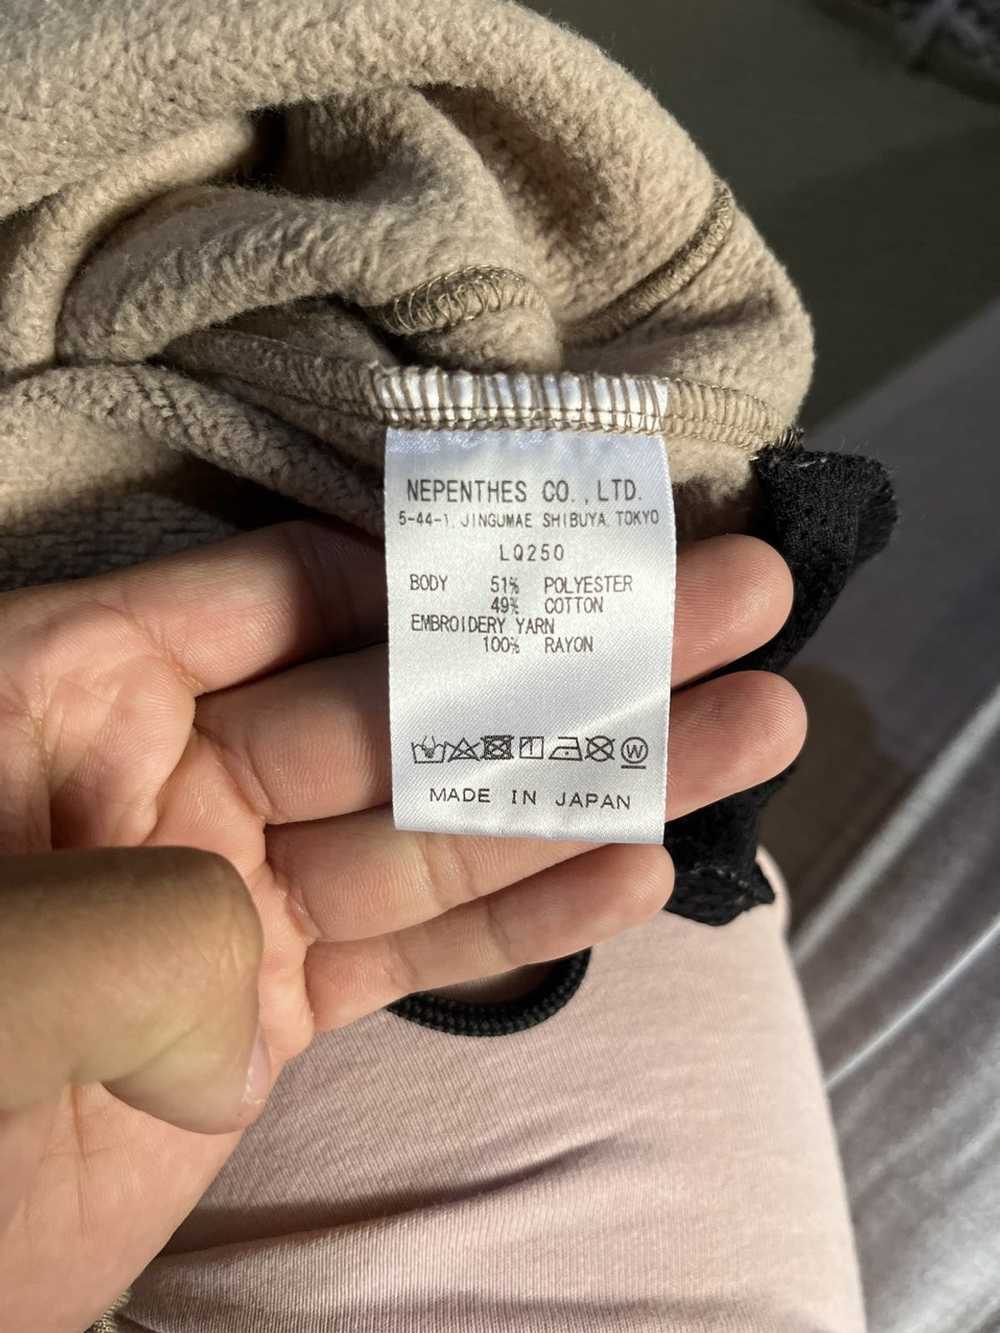 NEPENTHES CO., LTD.
5-44-1, JINGUMAE SHIBUYA TOKYO
LQ250
BODY 51% POLYESTER
49% COTTON
EMBROIDERY YARN
100% RAYON
W
MADE IN JAPAN